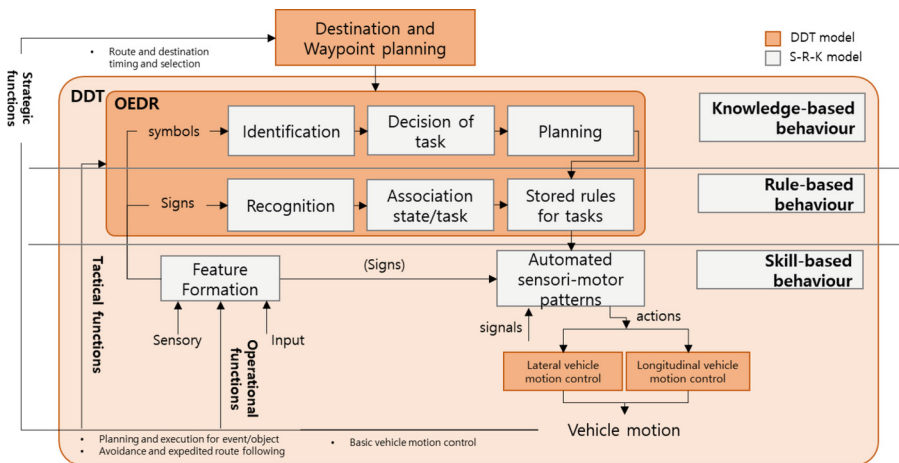 Destination and
Waypoint planning
DDT model
S-R-K model
• Route and destination
timing and selection
Strategic
functions
DDT
OEDR
symbols
Identification
Decision of
task
Planning
Knowledge-based
behaviour
Signs
Recognition
Association
state/task
Stored rules
for tasks
Rule-based
behaviour
Tactical functions
Feature
Formation
(Signs)
Automated
sensori-motor
patterns
Skill-based
behaviour
Sensory
Input
Operational
functions
signals
actions
Lateral vehicle
motion control
Longitudinal vehicle
motion control
Vehicle motion
• Planning and execution for event/object
• Avoidance and expedited route following
• Basic vehicle motion control